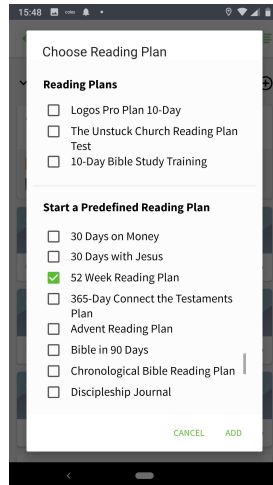 15:48
coles
Choose Reading Plan
Reading Plans
Logos Pro Plan 10-Day
The Unstuck Church Reading Plan
Test
10-Day Bible Study Training
Start a Predefined Reading Plan
30 Days on Money
30 Days with Jesus
52 Week Reading Plan
365-Day Connect the Testaments
Plan
Advent Reading Plan
Bible in 90 Days
Chronological Bible Reading Plan
Discipleship Journal
CANCEL ADD